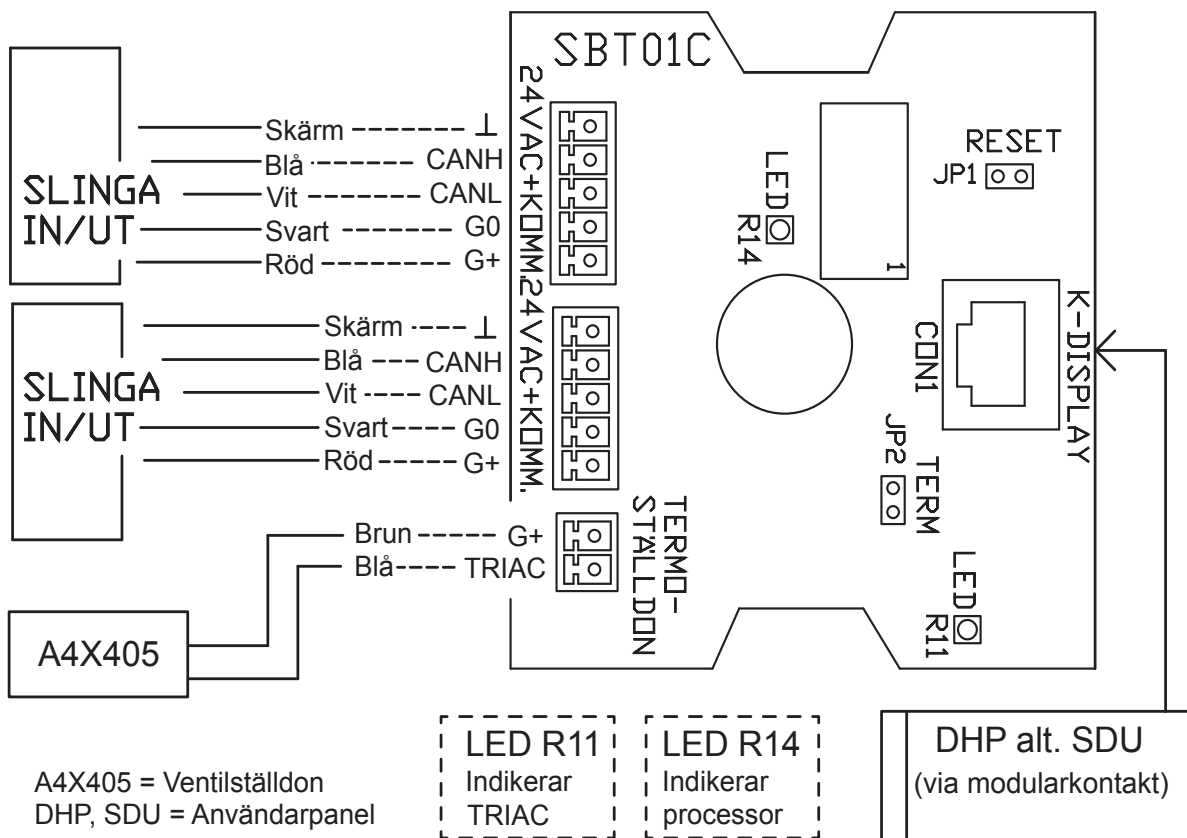 SBT01C
24VAC+KOMM.
24VAC+KOMM.
SLINGA
IN/UT
Skärm
Blå
Vit
Svart
Röd
⊥
CANH
CANL
G0
G+
SLINGA
IN/UT
Skärm
Blå
Vit
Svart
Röd
⊥
CANH
CANL
G0
G+
Brun
Blå
G+
TRIAC
TERMO-
STÄLLDON
LED
R14
1
RESET
JP1
CON1
K-DISPLAY
JP2
TERM
LED
R11
A4X405
LED R11
Indikerar
TRIAC
LED R14
Indikerar
processor
DHP alt. SDU
(via modularkontakt)
A4X405 = Ventilställdon
DHP, SDU = Användarpanel